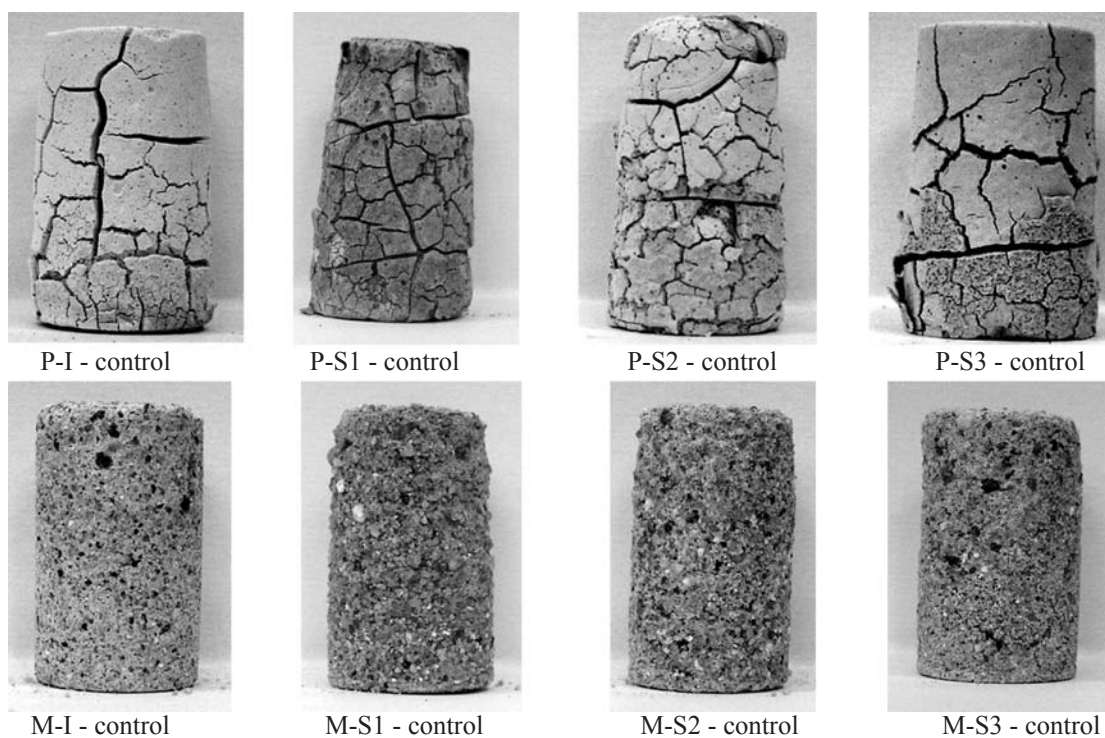 P-I - control
P-S1 - control
P-S2 - control
P-S3 - control
M-I - control
M-S1 - control
M-S2 - control
M-S3 - control